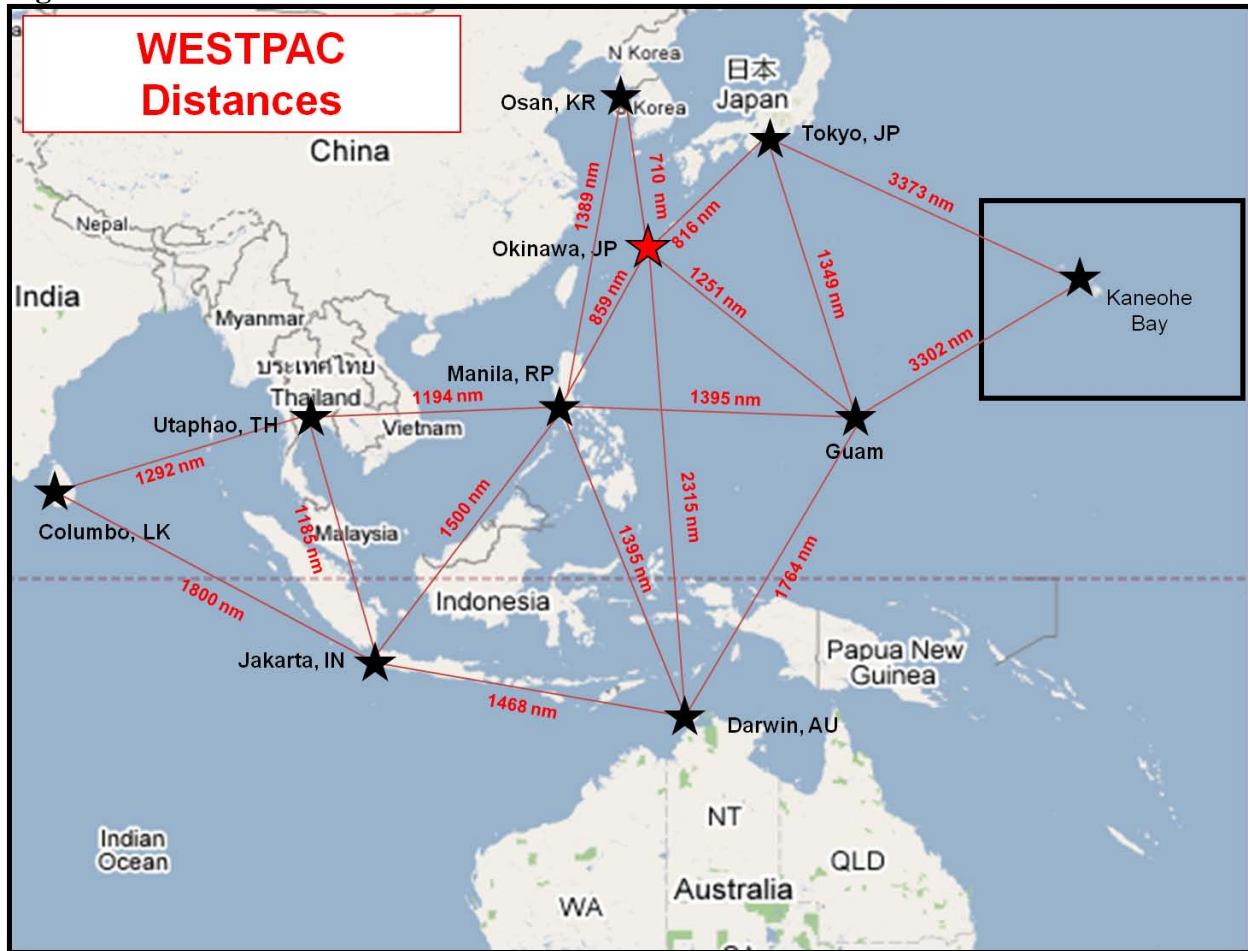 WESTPAC
Distances
N Korea
日本
Japan
Osan, KR
Korea
Tokyo, JP
China
1389 nm
710 nm
816 nm
3373 nm
Nepal
Okinawa, JP
India
Myanmar
859 nm
1251 nm
1349 nm
Kaneohe
Bay
3302 nm
ประเทศไทย
Thailand
Manila, RP
1194 nm
1395 nm
Utaphao, TH
Vietnam
Guam
1292 nm
Columbo, LK
1185 nm
Malaysia
1500 nm
2315 nm
1395 nm
1764 nm
1800 nm
Indonesia
Jakarta, IN
Papua New
Guinea
1468 nm
Darwin, AU
NT
Indian
Ocean
QLD
Australia
WA